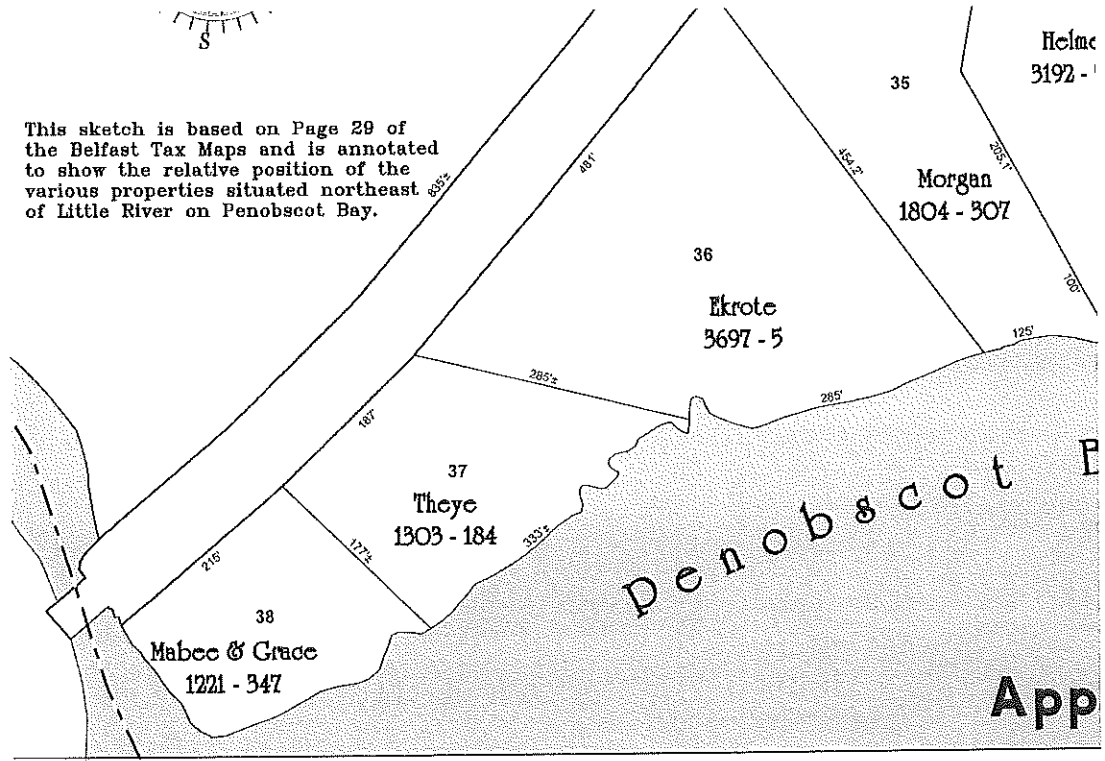 S
This sketch is based on Page 29 of
the Belfast Tax Maps and is annotated
to show the relative position of the
various properties situated northeast
of Little River on Penobscot Bay.
835'±
481'
454.2'
35
3192 -
205.1'
Morgan
1804 - 307
100'
125'
36
Ekrote
3697 - 5
285'±
285'
187'
37
Theye
1303 - 184
333'±
177'±
215'
38
Mabee & Grace
1221 - 347
Penobscot